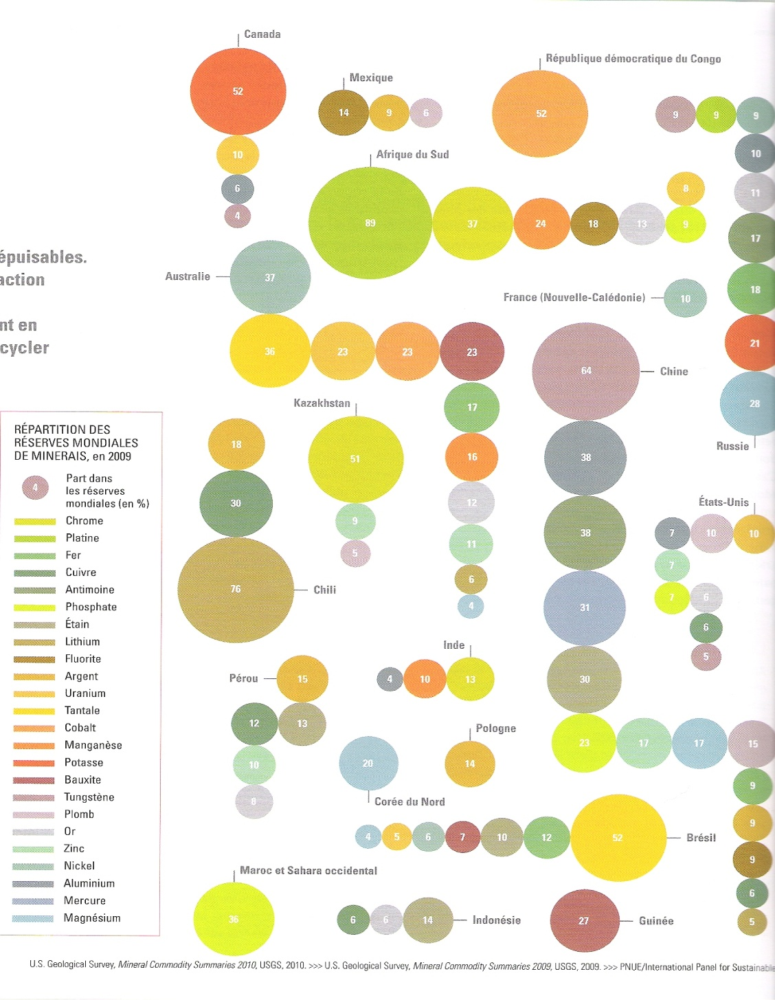 Canada
52
10
6
4
Mexique
14
9
6
République démocratique du Congo
52
9
9
9
10
11
17
18
21
28
Russie
Afrique du Sud
89
37
24
18
13
8
9
épuisables.
action
nt en
cycler
Australie
37
36
23
23
23
17
16
12
11
6
4
France (Nouvelle-Calédonie)
10
Chine
64
38
38
31
30
23
17
17
15
9
9
9
6
5
Kazakhstan
51
9
5
18
30
76
Chili
États-Unis
7
10
10
7
7
6
6
5
Inde
4
10
13
Pérou
15
12
13
10
8
Corée du Nord
20
Pologne
14
4
5
6
7
10
12
52
Brésil
Maroc et Sahara occidental
36
6
6
14
Indonésie
27
Guinée
RÉPARTITION DES
RÉSERVES MONDIALES
DE MINERAIS, en 2009
4
Part dans
les réserves
mondiales (en %)
Chrome
Platine
Fer
Cuivre
Antimoine
Phosphate
Étain
Lithium
Fluorite
Argent
Uranium
Tantale
Cobalt
Manganèse
Potasse
Bauxite
Tungstène
Plomb
Or
Zinc
Nickel
Aluminium
Mercure
Magnésium
U.S. Geological Survey, Mineral Commodity Summaries 2010, USGS, 2010. >>> U.S. Geological Survey, Mineral Commodity Summaries 2009, USGS, 2009. >>> PNUE/International Panel for Sustainable